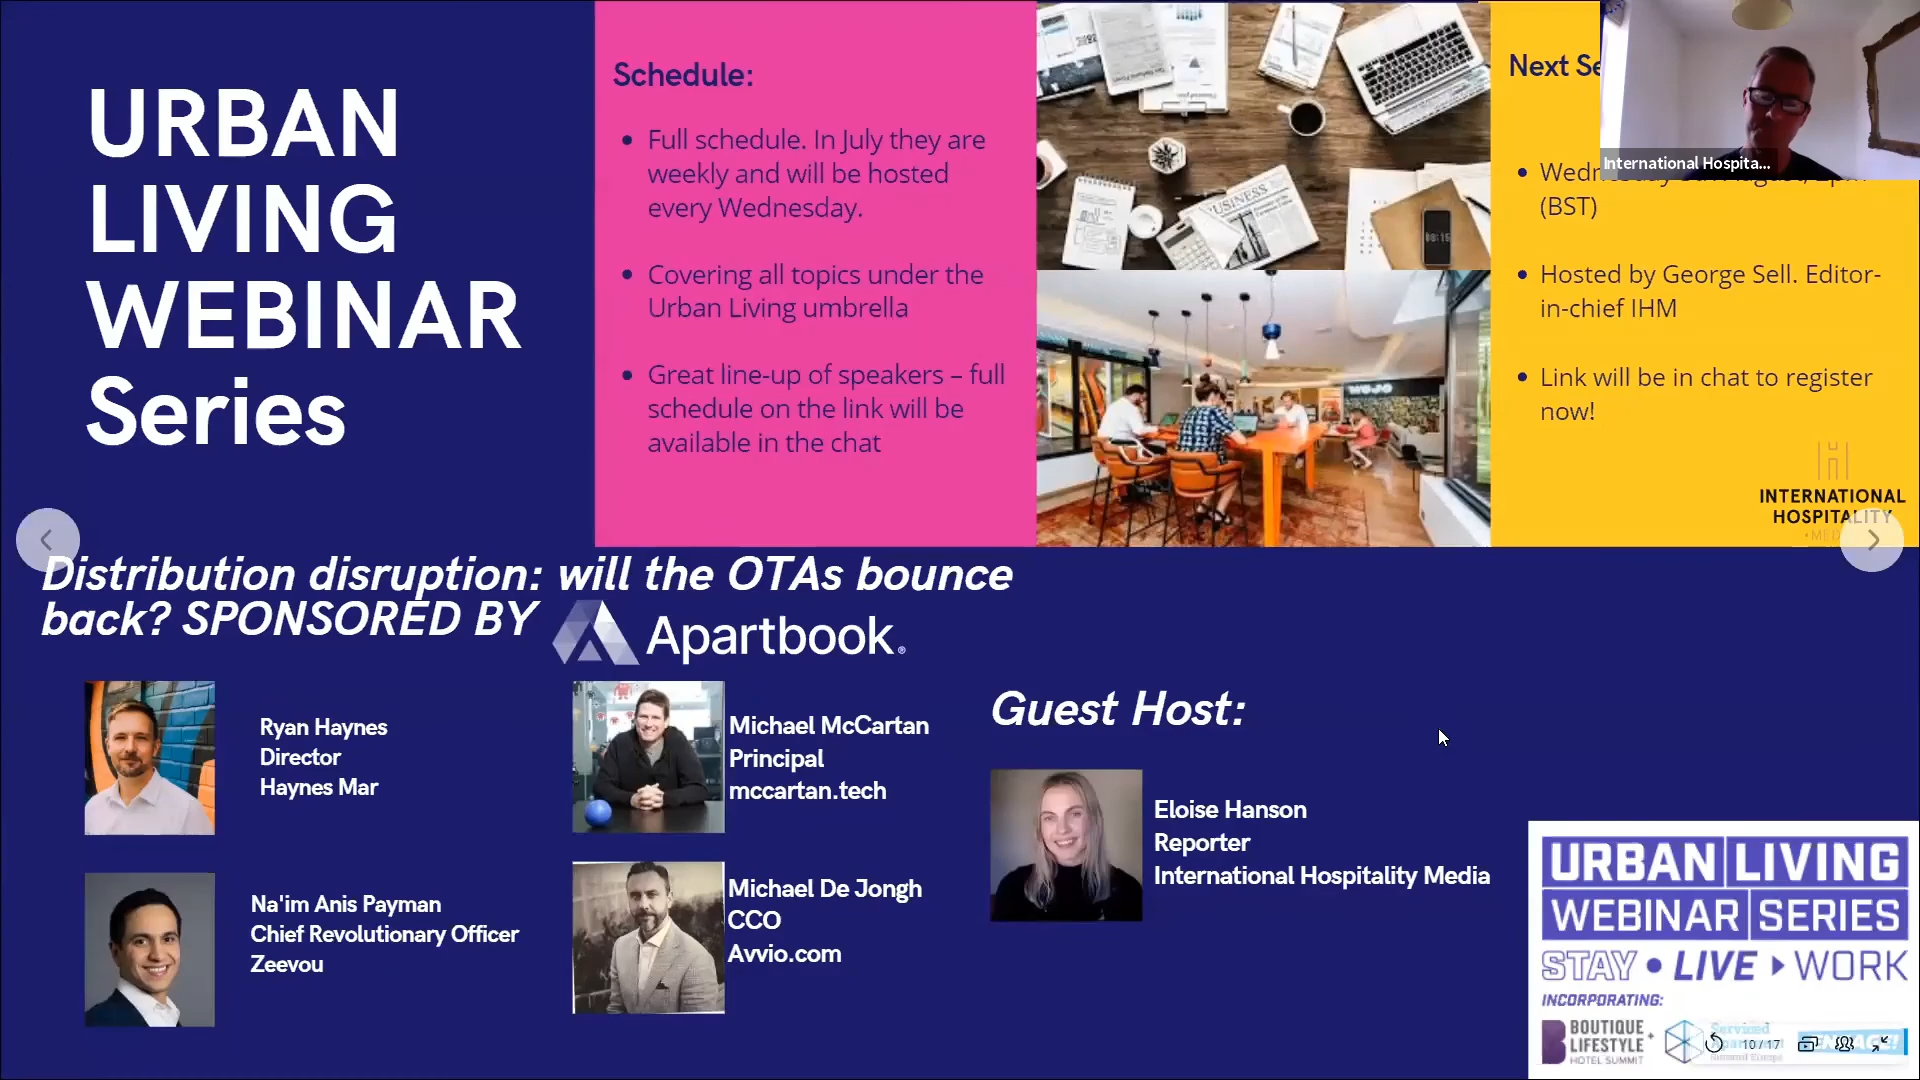 URBAN
LIVING
WEBINAR
Series
Schedule:
• Full schedule. In July they are
weekly and will be hosted
every Wednesday.
• Covering all topics under the
Urban Living umbrella
• Great line-up of speakers – full
schedule on the link will be
available in the chat
BUSINESS
08:15
MOJO
Next Se
International Hospita...
(BST)
• Hosted by George Sell. Editor-
in-chief IHM
• Link will be in chat to register
now!
INTERNATIONAL
HOSPITALITY
Distribution disruption: will the OTAs bounce
back? SPONSORED BY
Apartbook®
Ryan Haynes
Director
Haynes Mar
Michael McCartan
Principal
mccartan.tech
Na'im Anis Payman
Chief Revolutionary Officer
Zeevou
Michael De Jongh
CCO
Avvio.com
Guest Host:
Eloise Hanson
Reporter
International Hospitality Media
URBAN LIVING
WEBINAR SERIES
STAY • LIVE ▸ WORK
INCORPORATING:
B BOUTIQUE +
LIFESTYLE
HOTEL SUMMIT
Serviced
10 / 17